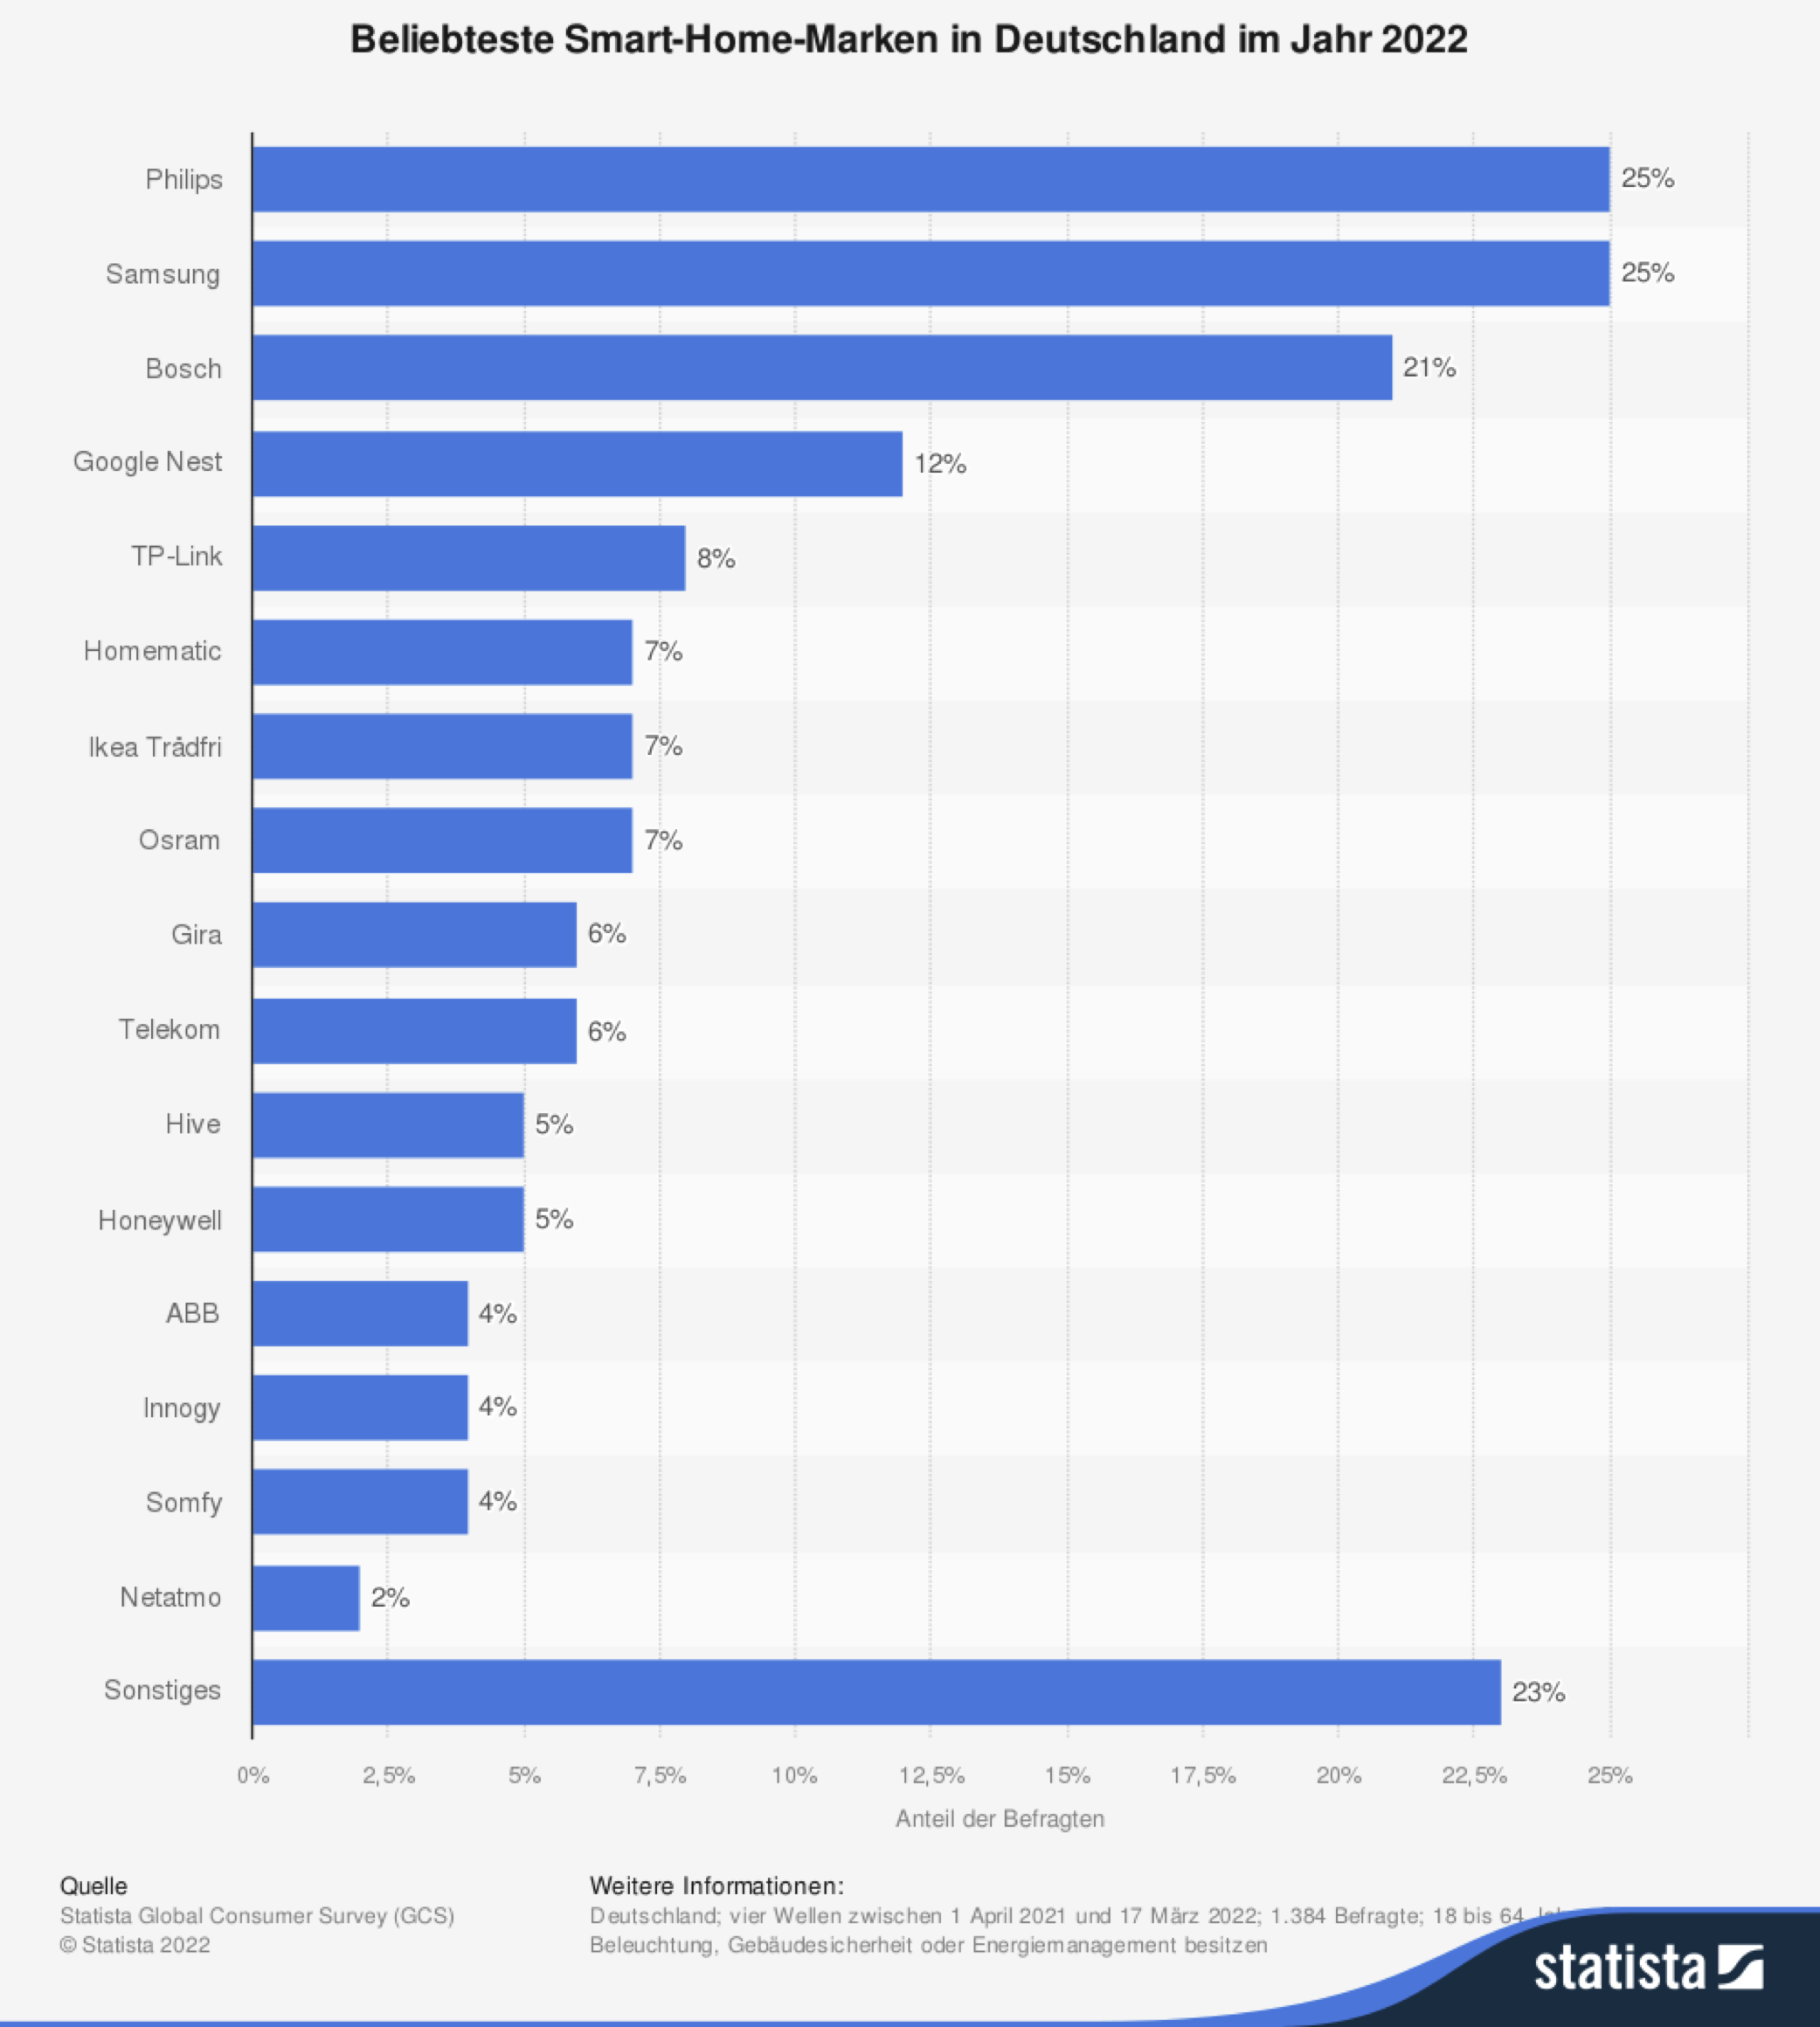 Beliebteste Smart-Home-Marken in Deutschland im Jahr 2022
Philips 25%
Samsung 25%
Bosch 21%
Google Nest 12%
TP-Link 8%
Homematic 7%
Ikea Trådfri 7%
Osram 7%
Gira 6%
Telekom 6%
Hive 5%
Honeywell 5%
ABB 4%
Innogy 4%
Somfy 4%
Netatmo 2%
Sonstiges 23%
0% 2,5% 5% 7,5% 10% 12,5% 15% 17,5% 20% 22,5% 25%
Anteil der Befragten
Quelle
Statista Global Consumer Survey (GCS)
© Statista 2022
Weitere Informationen:
Deutschland; vier Wellen zwischen 1 April 2021 und 17 März 2022; 1.384 Befragte; 18 bis 64
Beleuchtung, Gebäudesicherheit oder Energiemanagement besitzen
statista